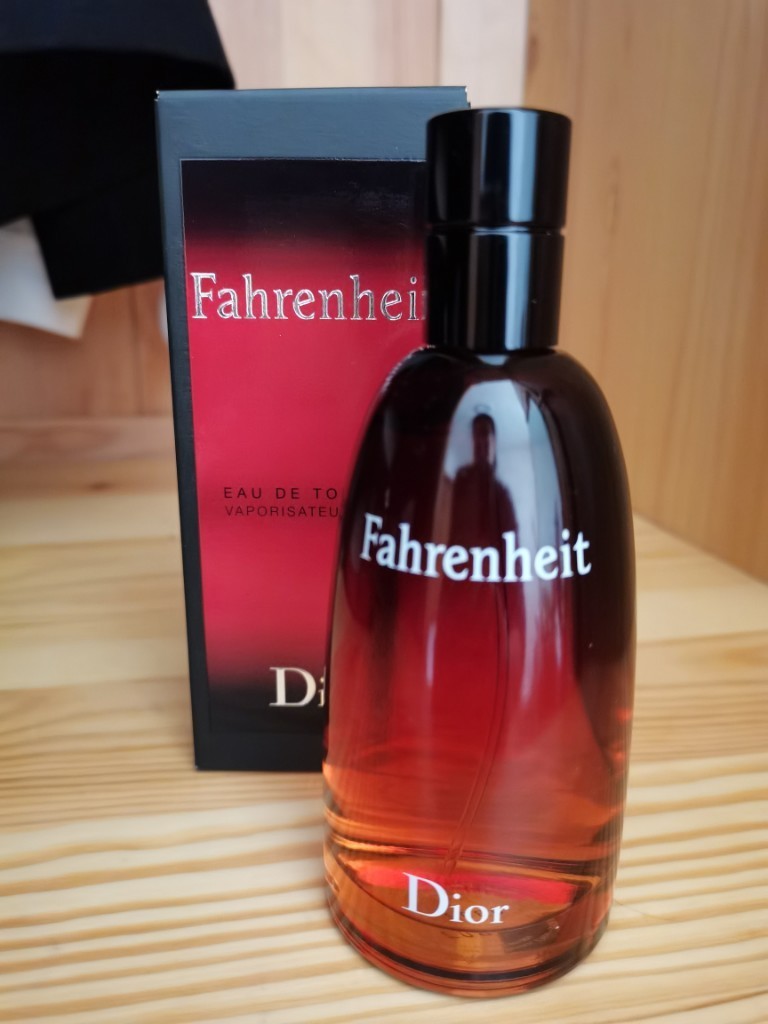 Fahrenhei
EAU DE TO
VAPORISATEU
Di
Fahrenheit
Dior